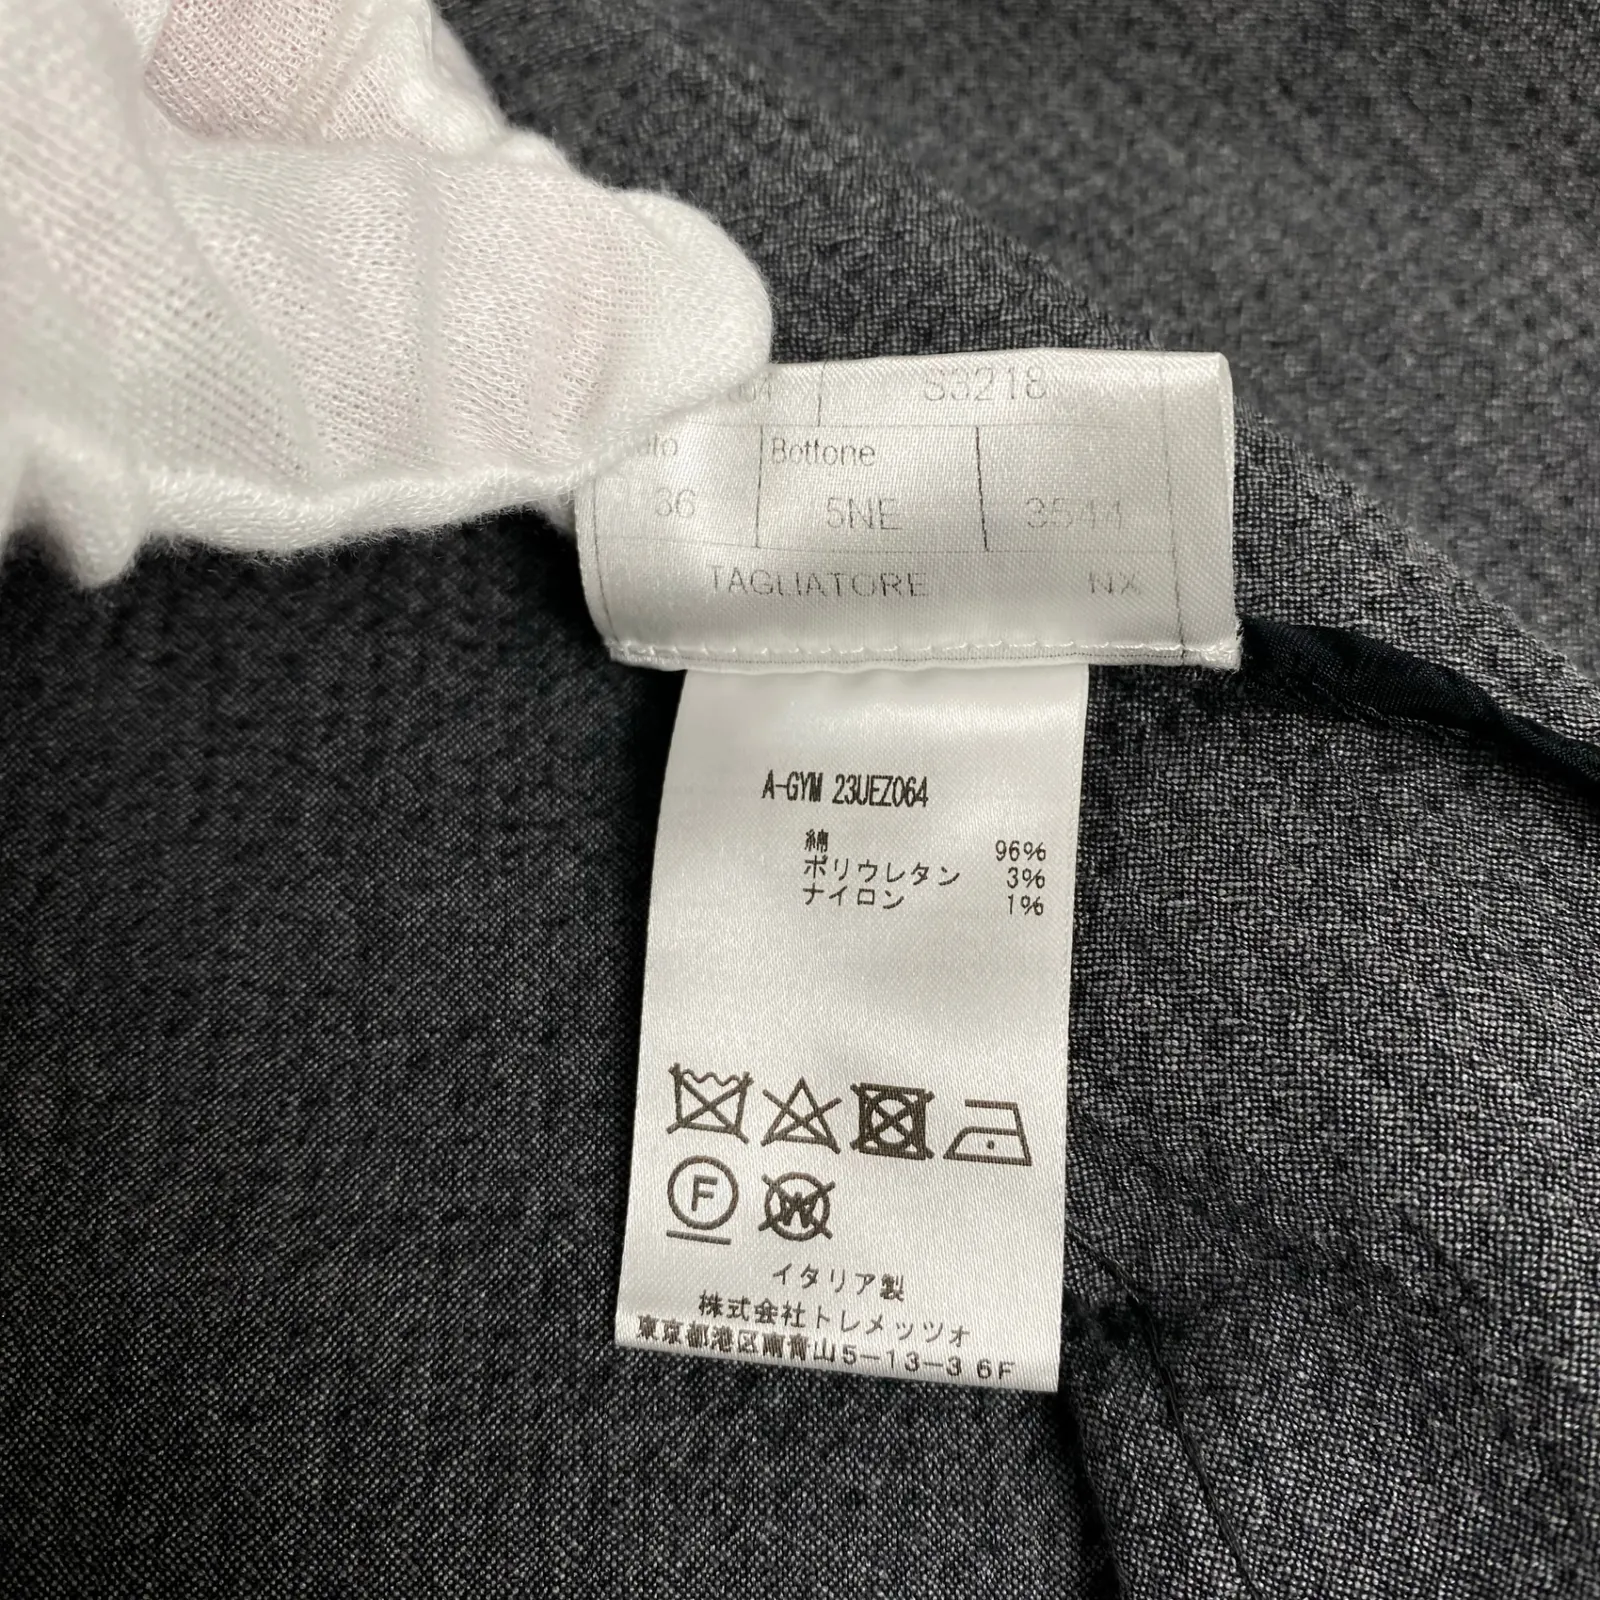 S3218
Bottone
36 5NE 3544
TAGLIATORE NX
A-GYM 23UEZ064
綿 96%
ポリウレタン 3%
ナイロン 1%
F
W
イタリア製
株式会社トレメッツォ
東京都港区南青山5-13-3 6F